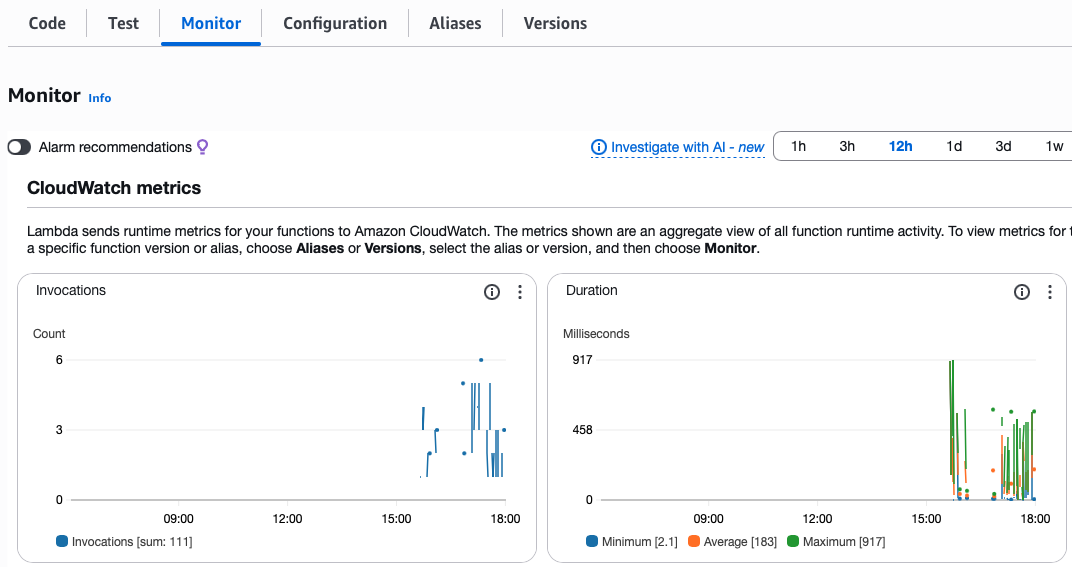 Code Test Monitor Configuration Aliases Versions
Monitor Info
Alarm recommendations
Investigate with AI - new
1h 3h 12h 1d 3d 1w
CloudWatch metrics
Lambda sends runtime metrics for your functions to Amazon CloudWatch. The metrics shown are an aggregate view of all function runtime activity. To view metrics for
a specific function version or alias, choose Aliases or Versions, select the alias or version, and then choose Monitor.
Invocations
Count
6
3
0
09:00 12:00 15:00 18:00
Invocations [sum: 111]
Duration
Milliseconds
917
458
0
09:00 12:00 15:00 18:00
Minimum [2.1] Average [183] Maximum [917]